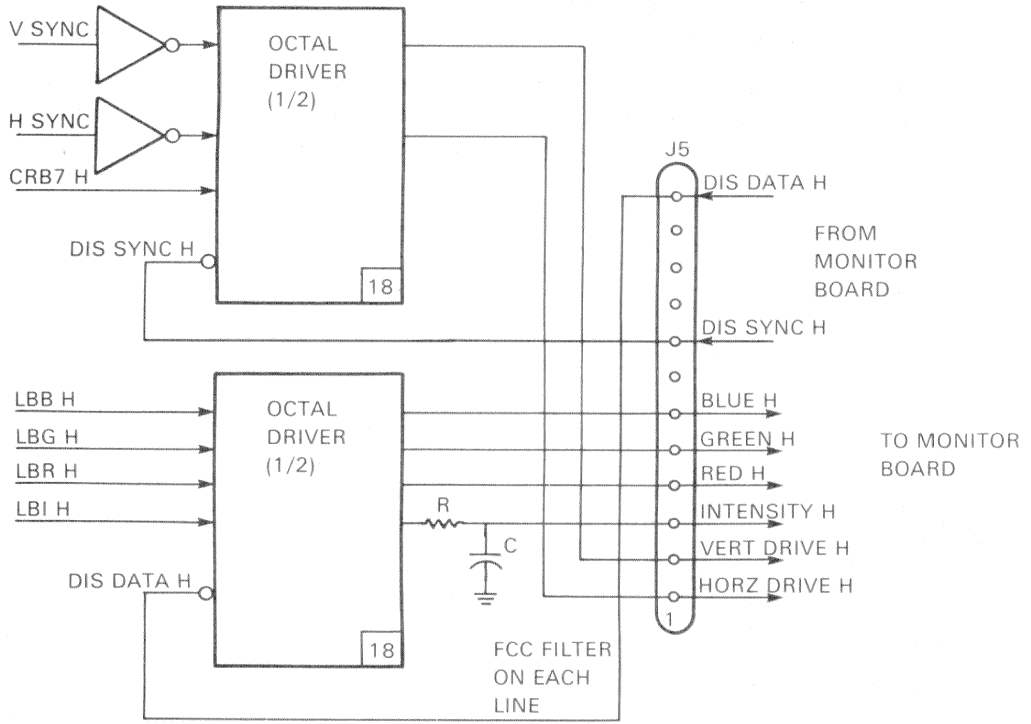 V SYNC
OCTAL
DRIVER
(1/2)
H SYNC
CRB7 H
DIS SYNC H
18
J5
DIS DATA H
FROM
MONITOR
BOARD
DIS SYNC H
LBB H
LBG H
LBR H
LBI H
OCTAL
DRIVER
(1/2)
DIS DATA H
18
R
C
BLUE H
GREEN H
RED H
INTENSITY H
VERT DRIVE H
HORZ DRIVE H
1
TO MONITOR
BOARD
FCC FILTER
ON EACH
LINE